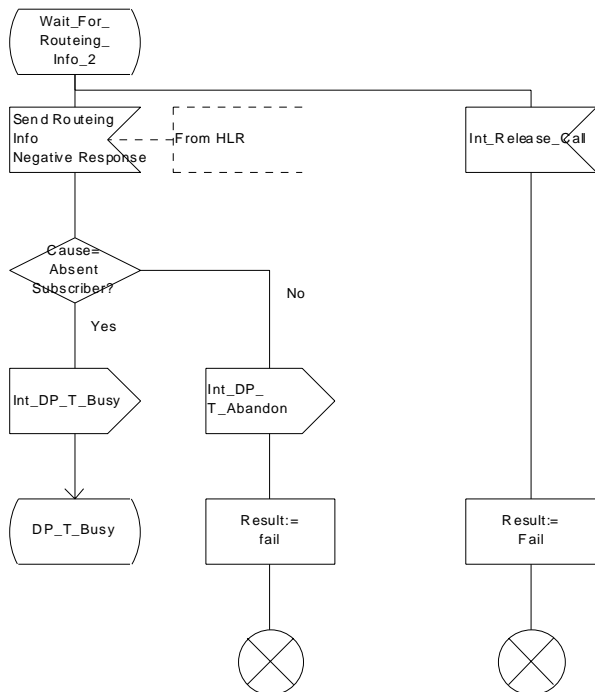 Wait_For_
Routeing_
Info_2
Send Routeing
Info
Negative Response
From HLR
Int_Release_Call
Cause=
Absent
Subscriber?
No
Yes
Int_DP_T_Busy
Int_DP_
T_Abandon
DP_T_Busy
Result:=
fail
Result:=
Fail